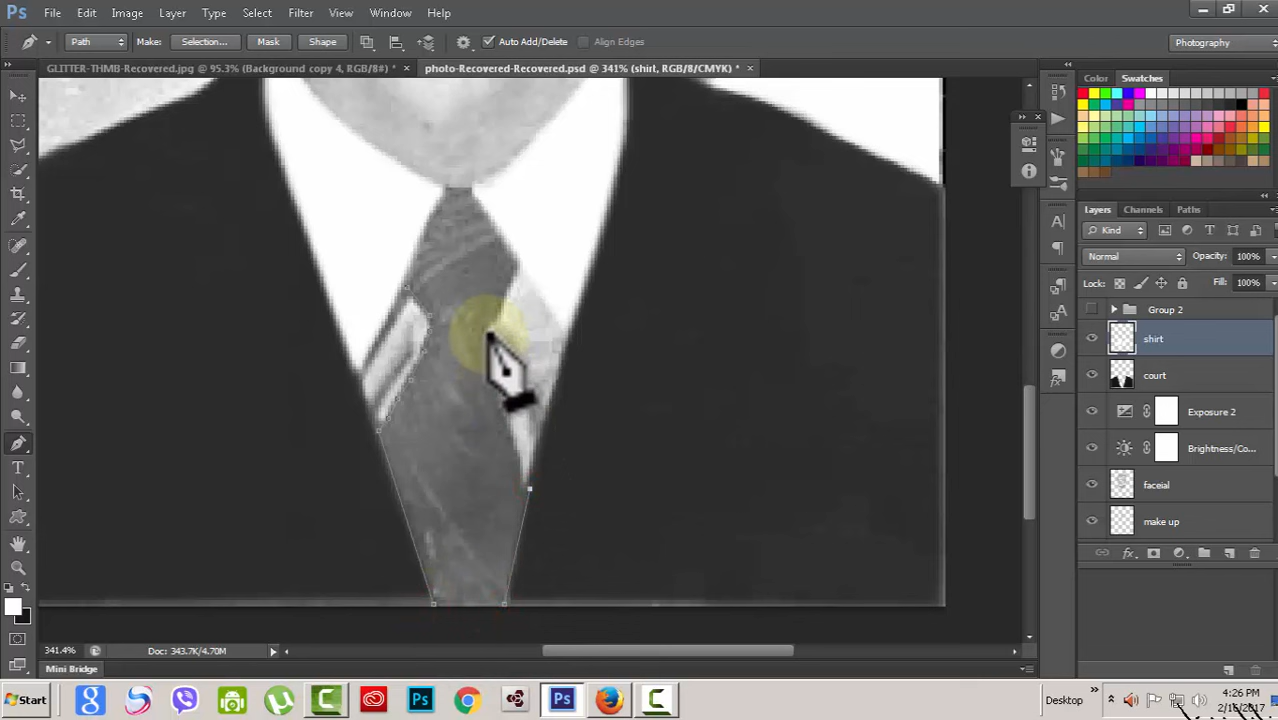 Ps File Edit Image Layer Type Select Filter View Window Help
Path Make: Selection... Mask Shape Auto Add/Delete Align Edges Photography
GLITTER-THMB-Recovered.jpg @ 95.3% (Background copy 4, RGB/8#) * × photo-Recovered-Recovered.psd @ 341% (shirt, RGB/8/CMYK) * ×
Color Swatches
Layers Channels Paths
Kind
Normal Opacity: 100%
Lock: Fill: 100%
Group 2
shirt
court
Exposure 2
Brightness/Co...
faceial
make up
341.4% Doc: 343.7K/4.70M
Mini Bridge
Start Desktop 4:26 PM
2/16/2017